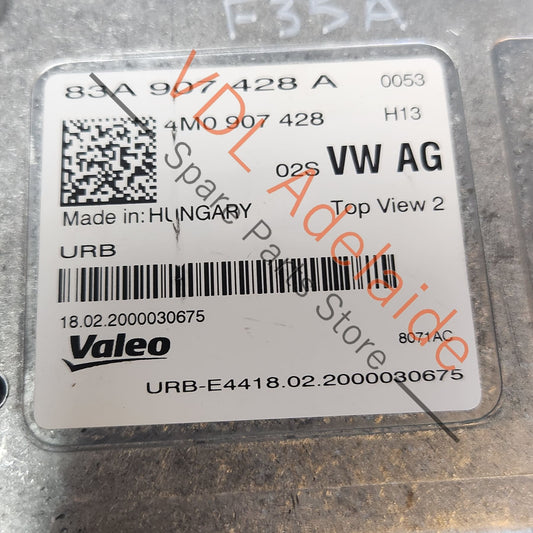 F35A
83A 907 428 A 0053
4M0 907 428 H13
02S VW AG
Made in: HUNGARY Top View 2
URB
18.02.2000030675
Valeo 8071AC
URB-E4418.02.2000030675
VDL Adelaide
Spare Parts Store